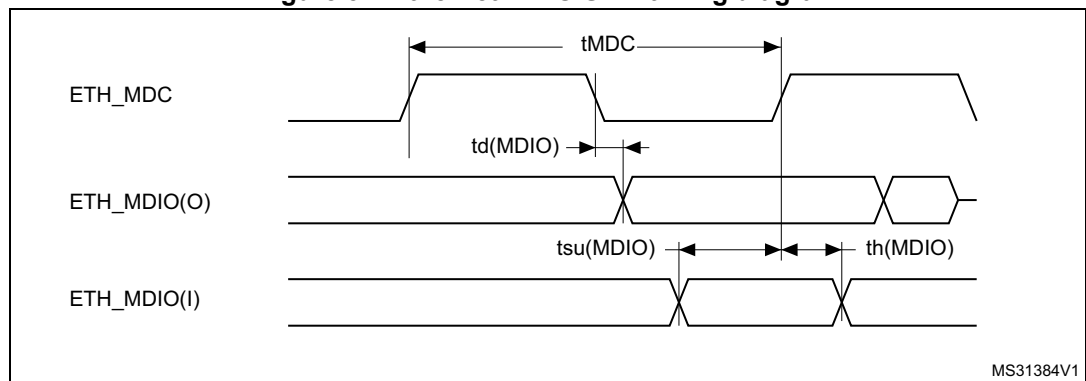 tMDC
ETH_MDC
td(MDIO)
ETH_MDIO(O)
tsu(MDIO)
th(MDIO)
ETH_MDIO(I)
MS31384V1